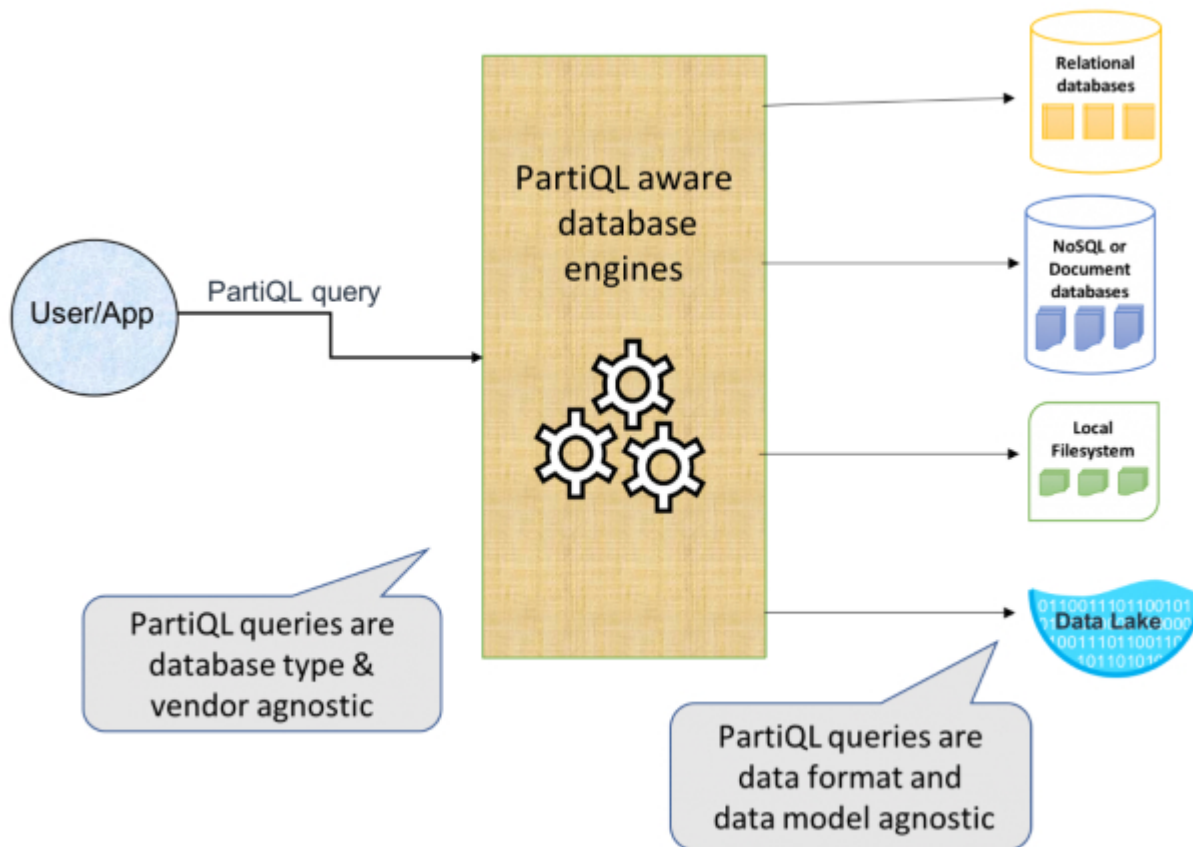 Relational
databases
PartiQL aware
database
engines
NoSQL or
Document
databases
PartiQL query
User/App
Local
Filesystem
PartiQL queries are
database type &
vendor agnostic
Data Lake
PartiQL queries are
data format and
data model agnostic